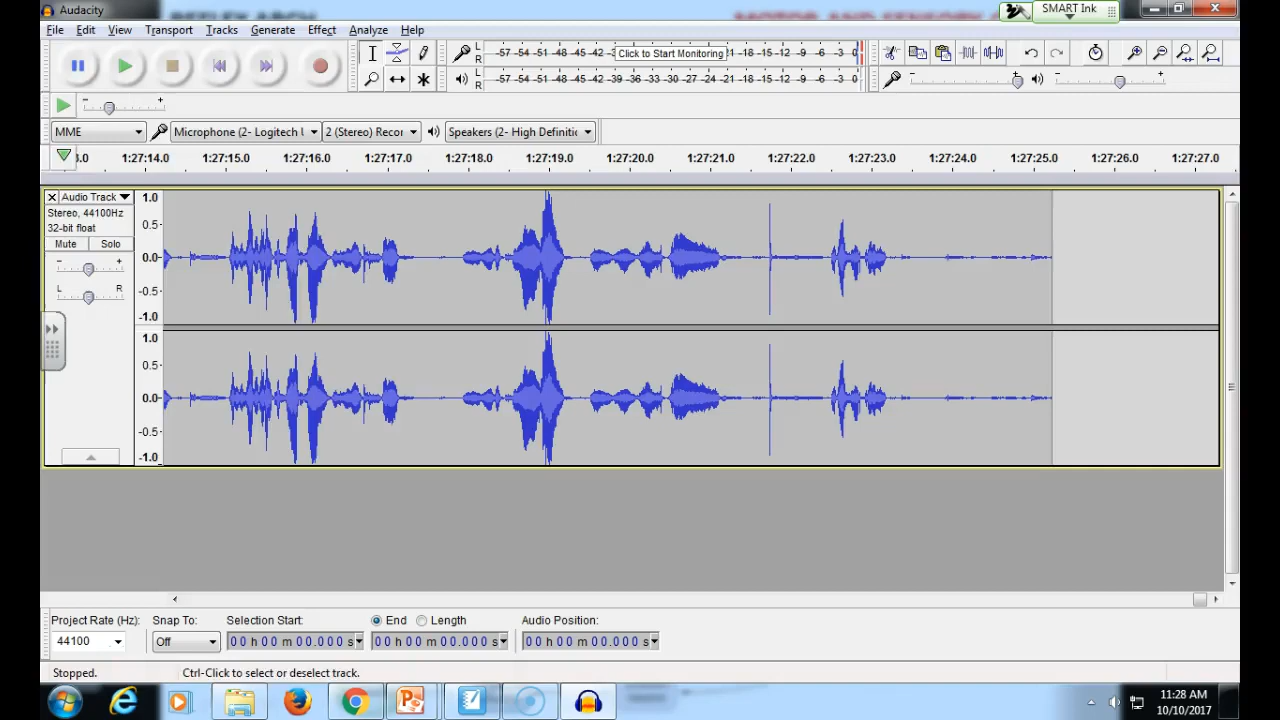 Audacity
REFLEX ARCH
MOTOR AND SENSORY
SMART Ink
File Edit View Transport Tracks Generate Effect Analyze Help
L
R
-57 -54 -51 -48 -45 -42 Click to Start Monitoring 21 -18 -15 -12 -9 -6 -3 0
L
R
-57 -54 -51 -48 -45 -42 -39 -36 -33 -30 -27 -24 -21 -18 -15 -12 -9 -6 -3 0
- +
- +
- +
MME Microphone (2- Logitech 2 (Stereo) Recor Speakers (2- High Definitic
3.0 1:27:14.0 1:27:15.0 1:27:16.0 1:27:17.0 1:27:18.0 1:27:19.0 1:27:20.0 1:27:21.0 1:27:22.0 1:27:23.0 1:27:24.0 1:27:25.0 1:27:26.0 1:27:27.0
Audio Track
Stereo, 44100Hz
32-bit float
Mute Solo
- +
L R
1.0
0.5-
0.0-
-0.5-
-1.0
1.0
0.5-
0.0-
-0.5-
-1.0
Project Rate (Hz): Snap To: Selection Start: End Length Audio Position:
44100 Off 00 h 00 m 00.000 s 00 h 00 m 00.000 s 00 h 00 m 00.000 s
Stopped. Ctrl-Click to select or deselect track.
11:28 AM
10/10/2017